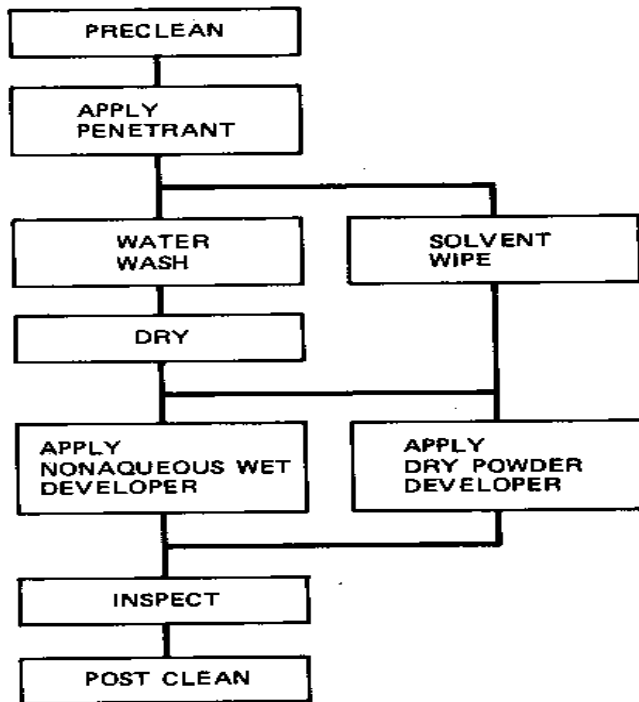 PRECLEAN
APPLY
PENETRANT
WATER
WASH
SOLVENT
WIPE
DRY
APPLY
NONAQUEOUS WET
DEVELOPER
APPLY
DRY POWDER
DEVELOPER
INSPECT
POST CLEAN